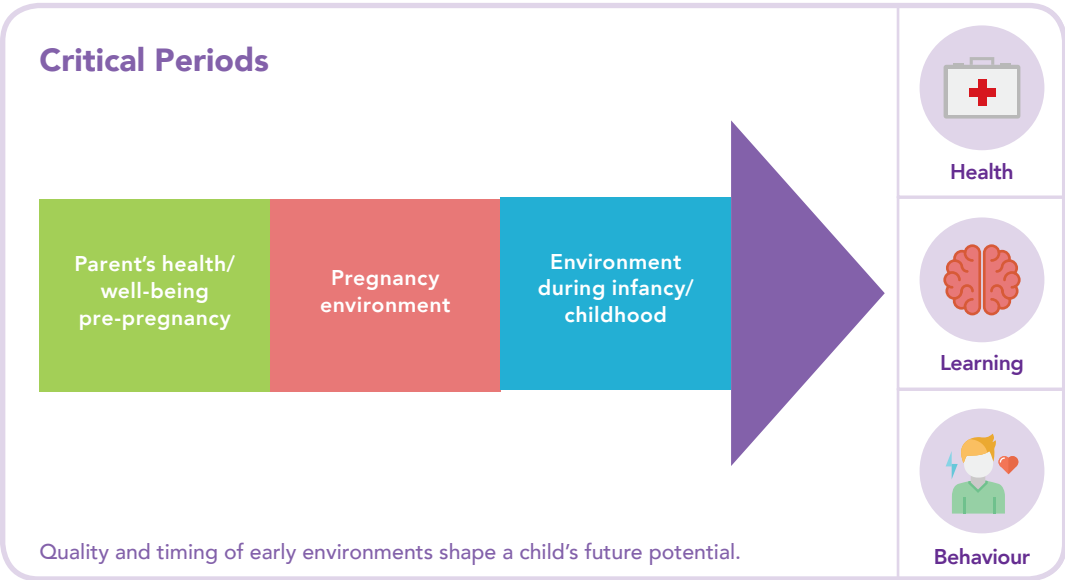 Critical Periods
Parent’s health/
well-being
pre-pregnancy
Pregnancy
environment
Environment
during infancy/
childhood
Health
Learning
Behaviour
Quality and timing of early environments shape a child’s future potential.